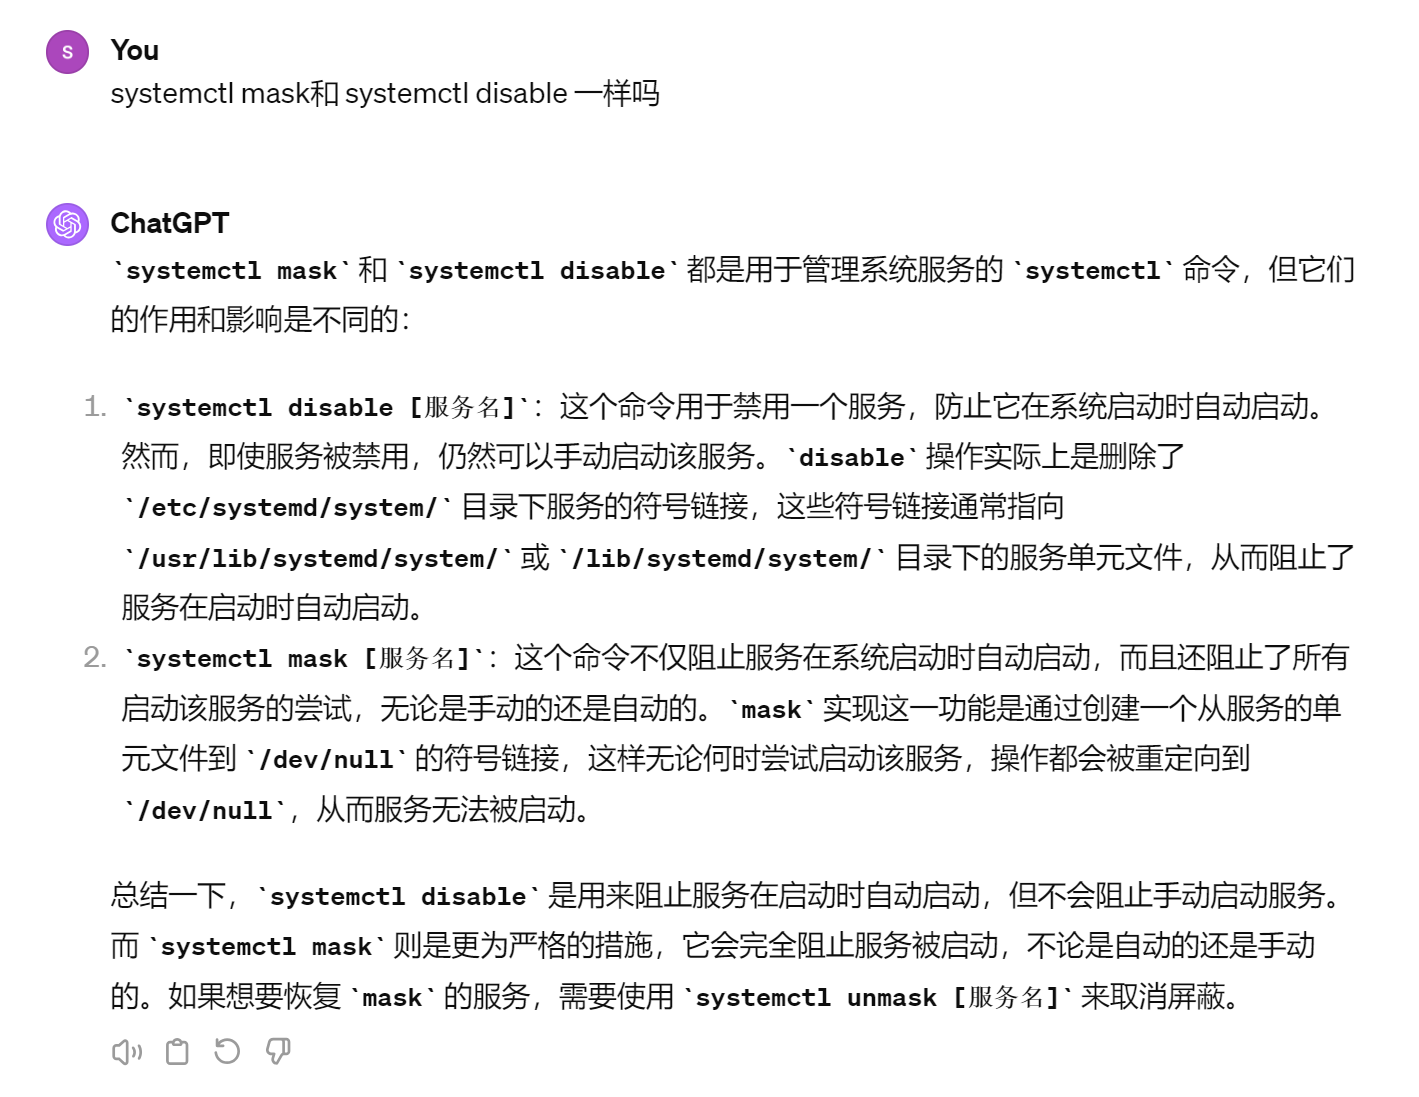 S
You
systemctl mask和 systemctl disable 一样吗
ChatGPT
`systemctl mask` 和 `systemctl disable` 都是用于管理系统服务的 `systemctl` 命令，但它们
的作用和影响是不同的：
1. `systemctl disable [服务名]`：这个命令用于禁用一个服务，防止它在系统启动时自动启动。
然而，即使服务被禁用，仍然可以手动启动该服务。`disable` 操作实际上是删除了
`/etc/systemd/system/` 目录下服务的符号链接，这些符号链接通常指向
`/usr/lib/systemd/system/` 或 `/lib/systemd/system/` 目录下的服务单元文件，从而阻止了
服务在启动时自动启动。
2. `systemctl mask [服务名]`：这个命令不仅阻止服务在系统启动时自动启动，而且还阻止了所有
启动该服务的尝试，无论是手动的还是自动的。`mask` 实现这一功能是通过创建一个从服务的单
元文件到 `/dev/null` 的符号链接，这样无论何时尝试启动该服务，操作都会被重定向到
`/dev/null`，从而服务无法被启动。
总结一下，`systemctl disable` 是用来阻止服务在启动时自动启动，但不会阻止手动启动服务。
而 `systemctl mask` 则是更为严格的措施，它会完全阻止服务被启动，不论是自动的还是手动
的。如果想要恢复 `mask` 的服务，需要使用 `systemctl unmask [服务名]` 来取消屏蔽。